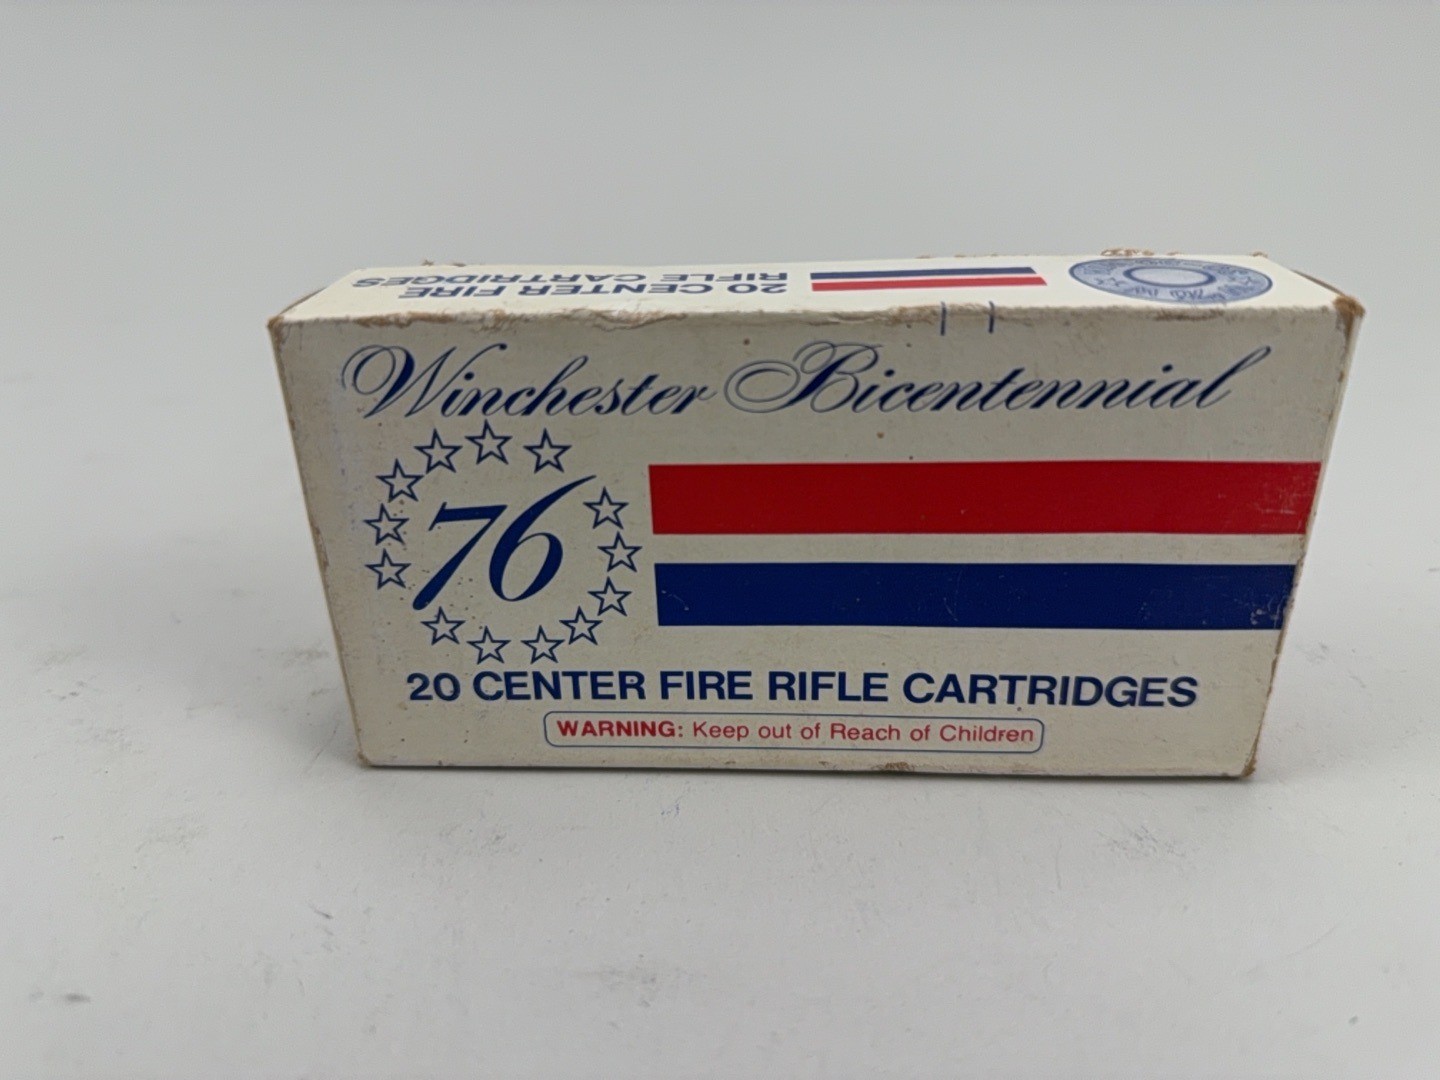 20 CENTER FIRE
RIFLE CARTRIDGES
Winchester Bicentennial
76
20 CENTER FIRE RIFLE CARTRIDGES
WARNING: Keep out of Reach of Children